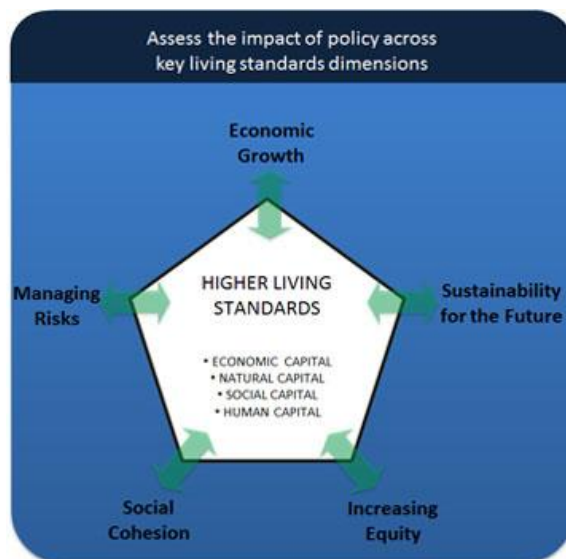 Assess the impact of policy across
key living standards dimensions
Economic
Growth
Managing
Risks
HIGHER LIVING
STANDARDS
• ECONOMIC CAPITAL
• NATURAL CAPITAL
• SOCIAL CAPITAL
• HUMAN CAPITAL
Sustainability
for the Future
Social
Cohesion
Increasing
Equity